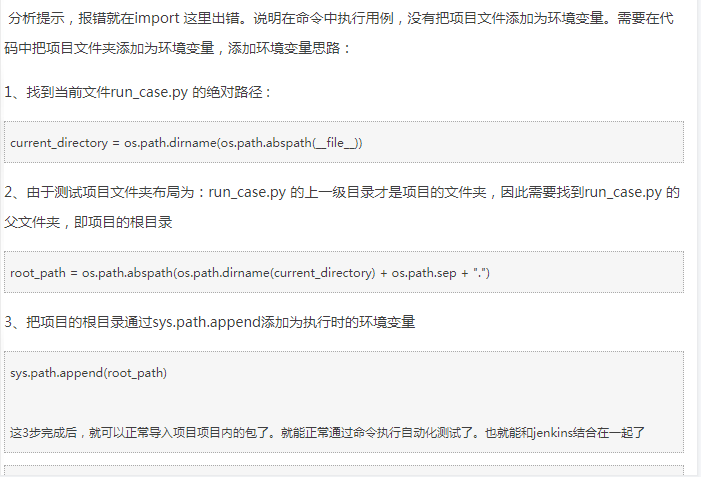 分析提示，报错就在import 这里出错。说明在命令中执行用例，没有把项目文件添加为环境变量。需要在代
码中把项目文件夹添加为环境变量，添加环境变量思路：
1、找到当前文件run_case.py 的绝对路径：
current_directory = os.path.dirname(os.path.abspath(__file__))
2、由于测试项目文件夹布局为：run_case.py 的上一级目录才是项目的文件夹，因此需要找到run_case.py 的
父文件夹，即项目的根目录
root_path = os.path.abspath(os.path.dirname(current_directory) + os.path.sep + ".")
3、把项目的根目录通过sys.path.append添加为执行时的环境变量
sys.path.append(root_path)
这3步完成后，就可以正常导入项目项目内的包了。就能正常通过命令执行自动化测试了。也就能和jenkins结合在一起了